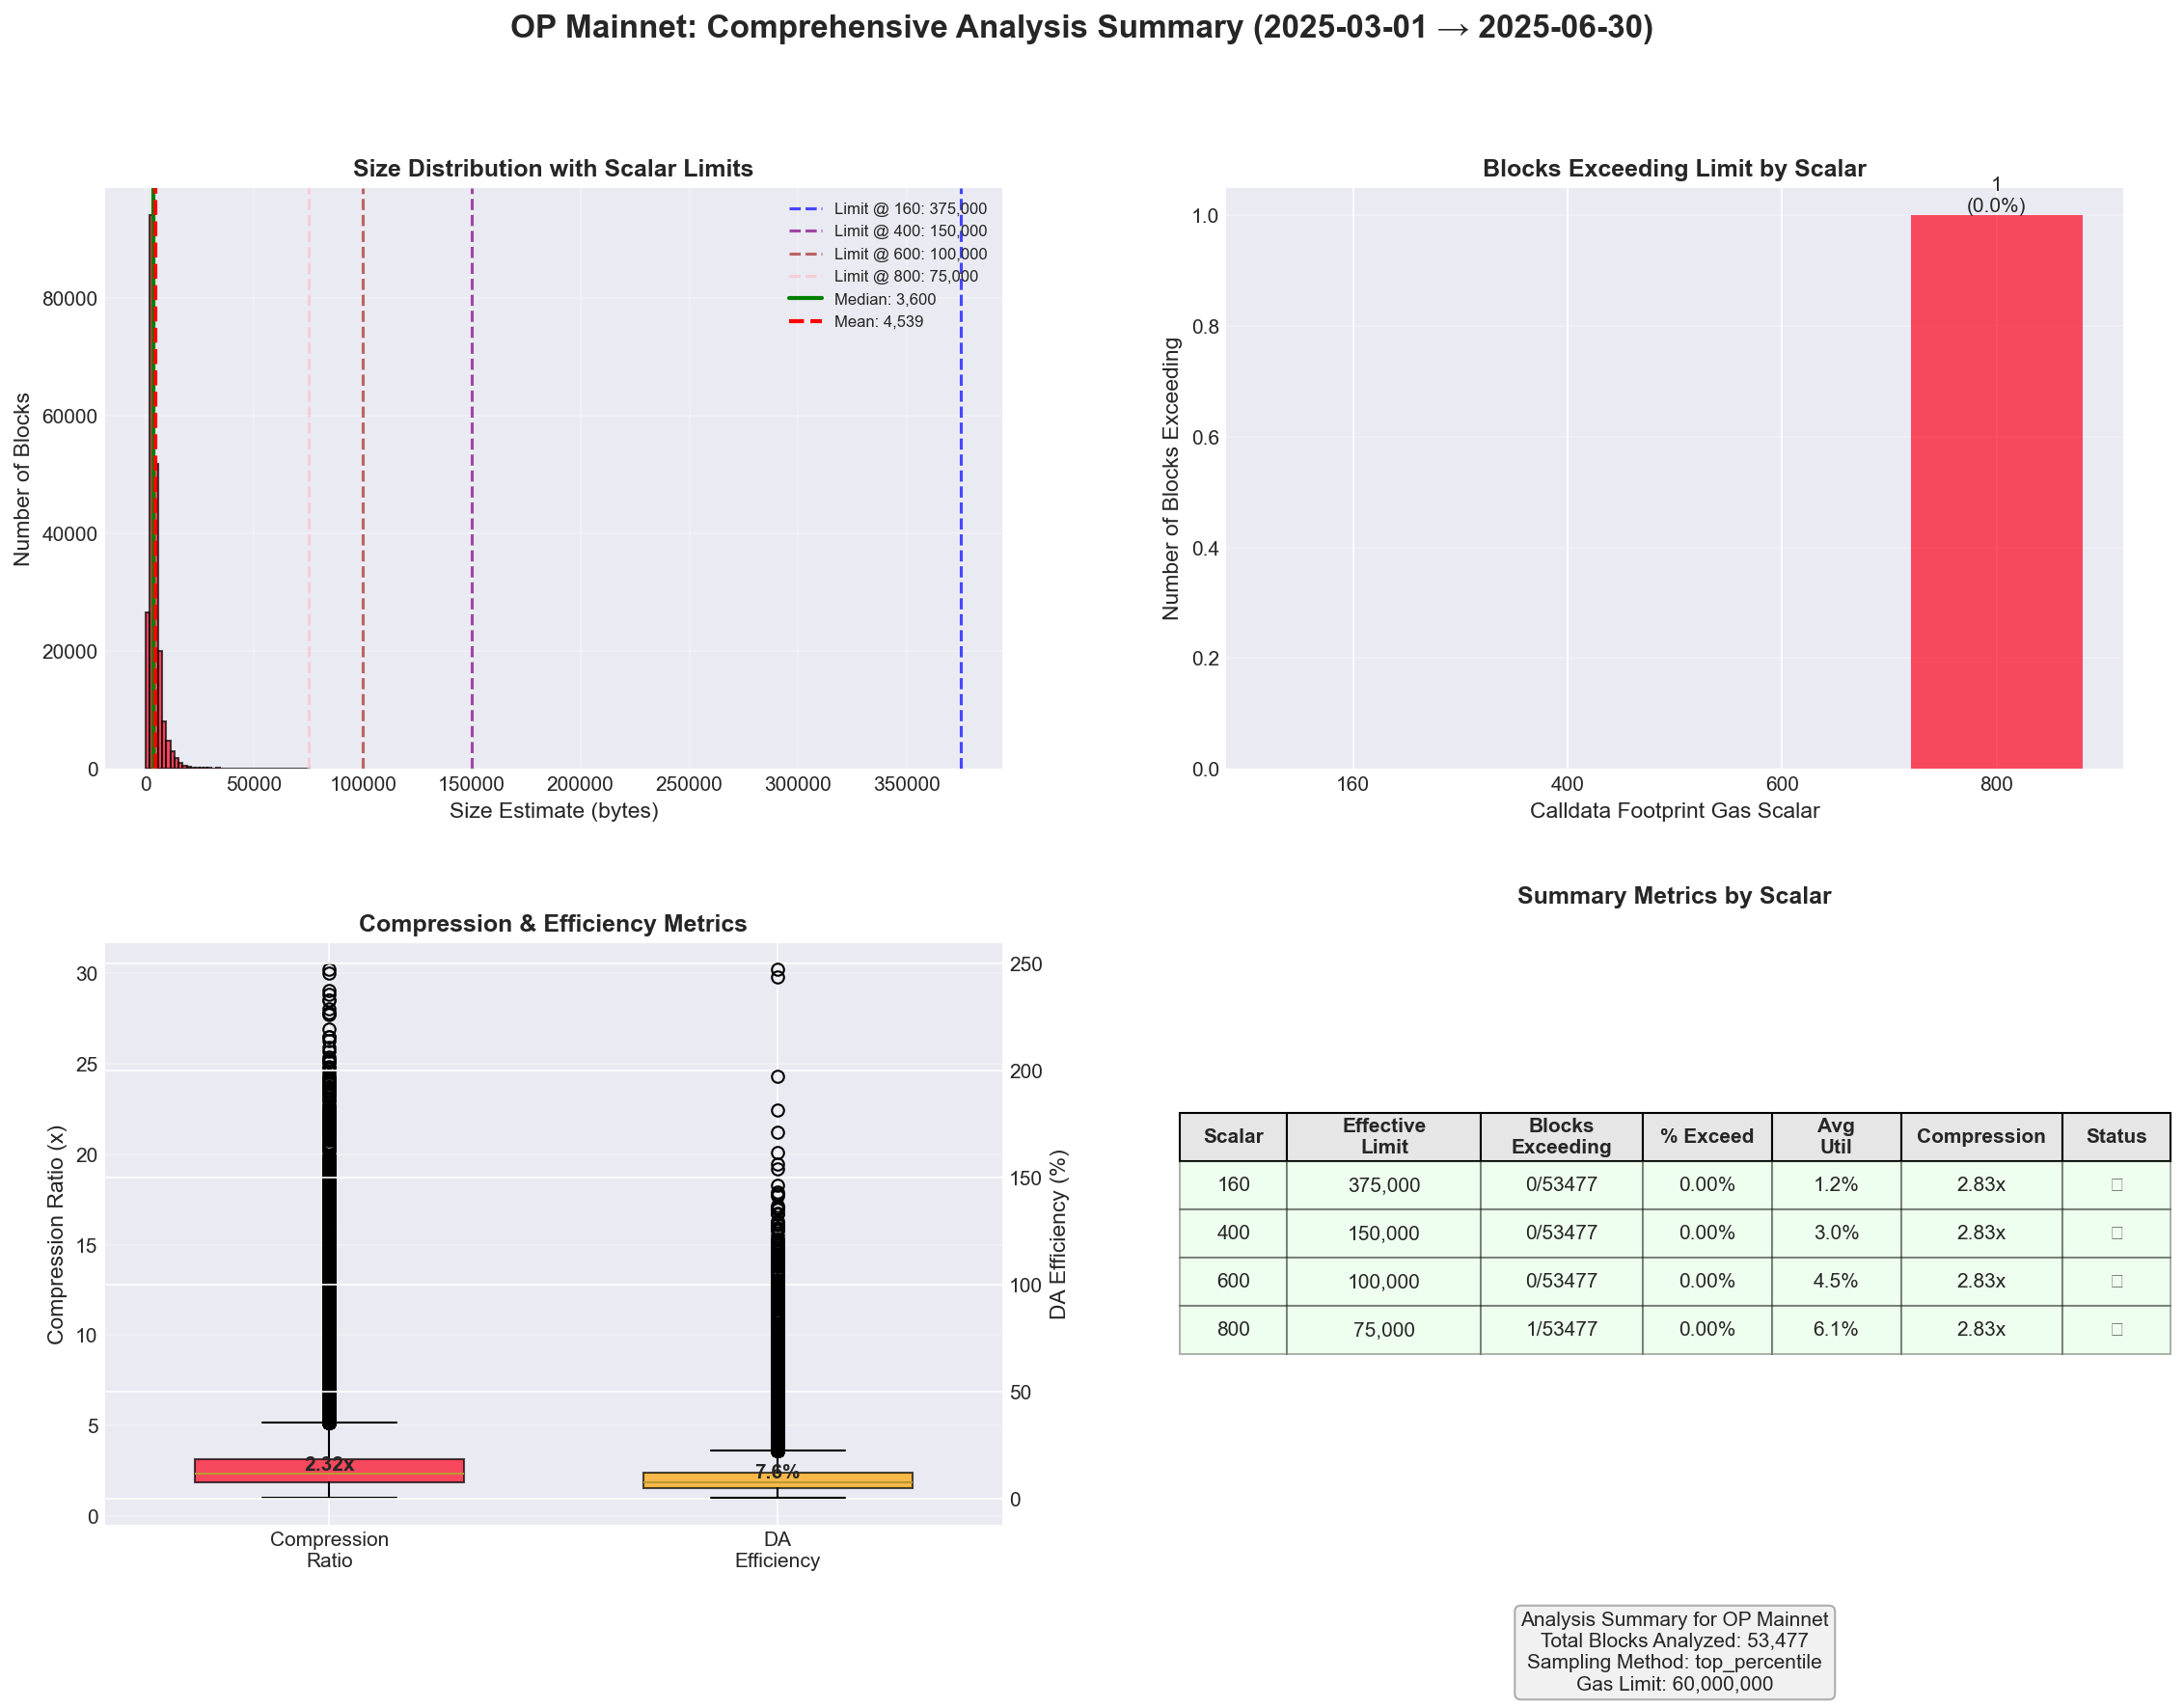 OP Mainnet: Comprehensive Analysis Summary (2025-03-01 → 2025-06-30)
Size Distribution with Scalar Limits
Number of Blocks
80000
60000
40000
20000
0
Limit @ 160: 375,000
Limit @ 400: 150,000
Limit @ 600: 100,000
Limit @ 800: 75,000
Median: 3,600
Mean: 4,539
0 50000 100000 150000 200000 250000 300000 350000
Size Estimate (bytes)
Blocks Exceeding Limit by Scalar
Number of Blocks Exceeding
1.0
0.8
0.6
0.4
0.2
0.0
1
(0.0%)
160 400 600 800
Calldata Footprint Gas Scalar
Compression & Efficiency Metrics
Compression Ratio (x)
30
25
20
15
10
5
0
2.32x
7.6%
250
200
150
100
50
0
DA Efficiency (%)
Compression
Ratio
DA
Efficiency
Summary Metrics by Scalar
Scalar Effective Limit Blocks Exceeding % Exceed Avg Util Compression Status
160 375,000 0/53477 0.00% 1.2% 2.83x
400 150,000 0/53477 0.00% 3.0% 2.83x
600 100,000 0/53477 0.00% 4.5% 2.83x
800 75,000 1/53477 0.00% 6.1% 2.83x
Analysis Summary for OP Mainnet
Total Blocks Analyzed: 53,477
Sampling Method: top_percentile
Gas Limit: 60,000,000